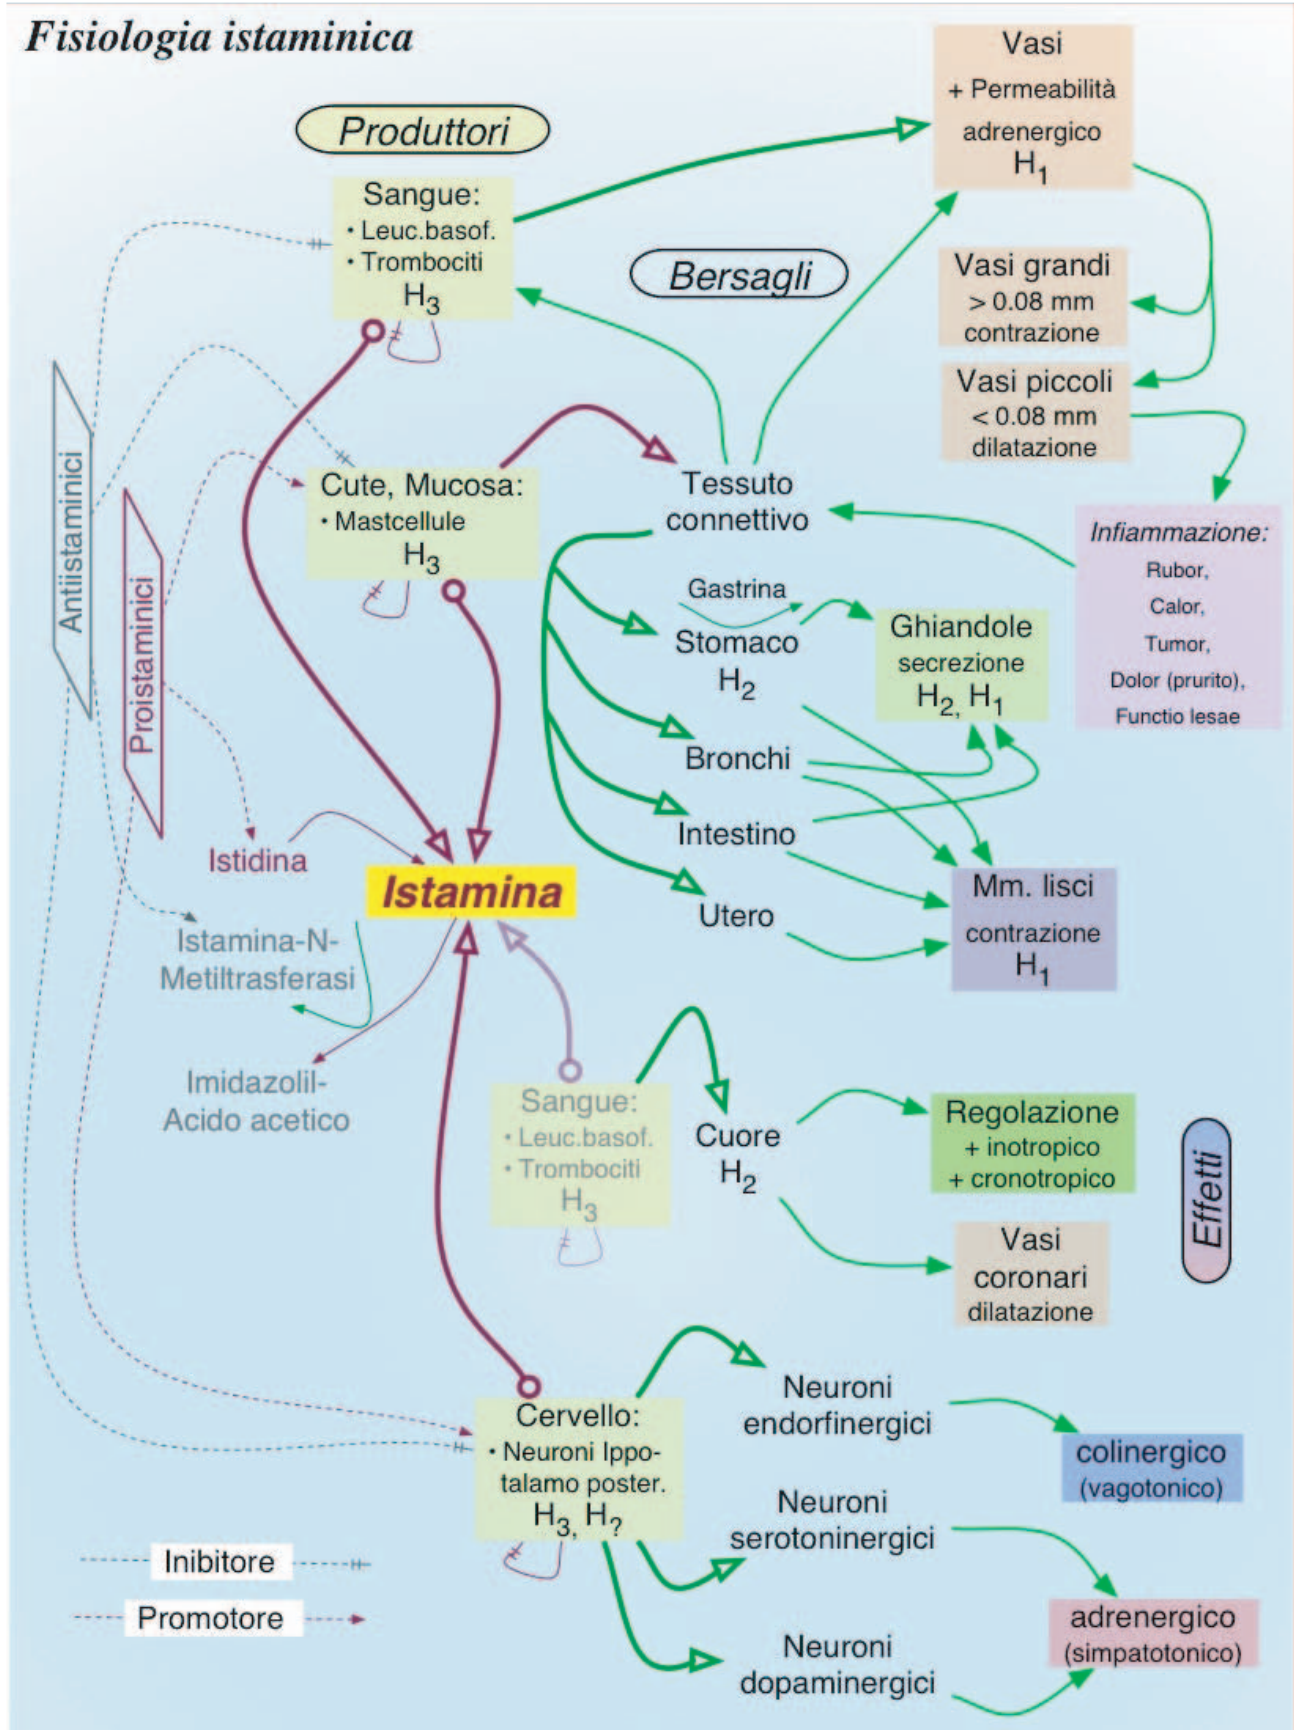 Fisiologia istaminica
Produttori
Sangue:
• Leuc.basof.
• Trombociti
H3
Vasi
+ Permeabilità
adrenergico
H1
Bersagli
Vasi grandi
> 0.08 mm
contrazione
Vasi piccoli
< 0.08 mm
dilatazione
Antiistaminici
Proistaminici
Cute, Mucosa:
• Mastcellule
H3
Tessuto
connettivo
Infiammazione:
Rubor,
Calor,
Tumor,
Dolor (prurito),
Functio lesae
Gastrina
Stomaco
H2
Ghiandole
secrezione
H2, H1
Bronchi
Intestino
Utero
Mm. lisci
contrazione
H1
Istidina
Istamina
Istamina-N-
Metiltrasferasi
Imidazolil-
Acido acetico
Sangue:
• Leuc.basof.
• Trombociti
H3
Cuore
H2
Regolazione
+ inotropico
+ cronotropico
Effetti
Vasi
coronari
dilatazione
Cervello:
• Neuroni Ippo-
talamo poster.
H3, H?
Neuroni
endorfinergici
colinergico
(vagotonico)
Neuroni
serotoninergici
adrenergico
(simpatotonico)
Neuroni
dopaminergici
Inibitore
Promotore